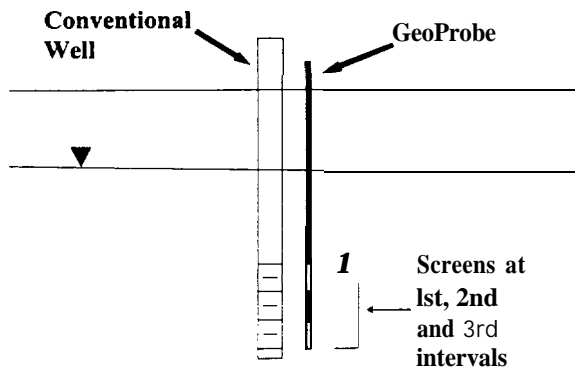 Conventional
Well
GeoProbe
1
Screens at
lst, 2nd
and 3rd
intervals